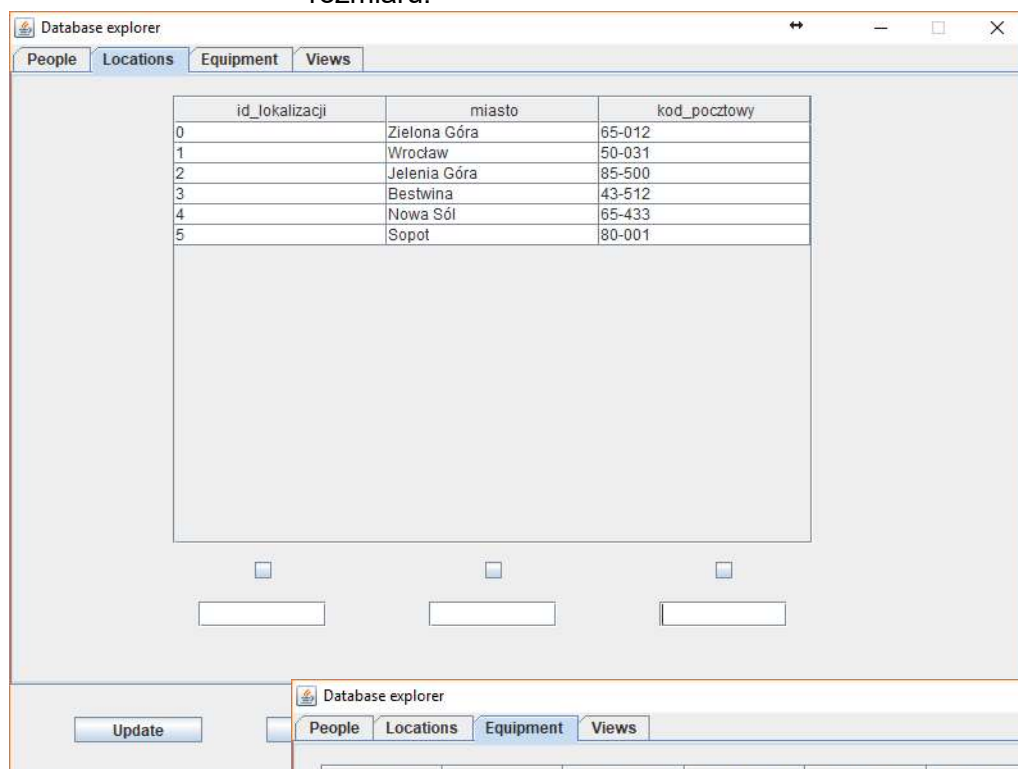 rozmiaru.
Database explorer
People Locations Equipment Views
id_lokalizacji miasto kod_pocztowy
0 Zielona Góra 65-012
1 Wrocław 50-031
2 Jelenia Góra 85-500
3 Bestwina 43-512
4 Nowa Sól 65-433
5 Sopot 80-001
Update
Database explorer
People Locations Equipment Views